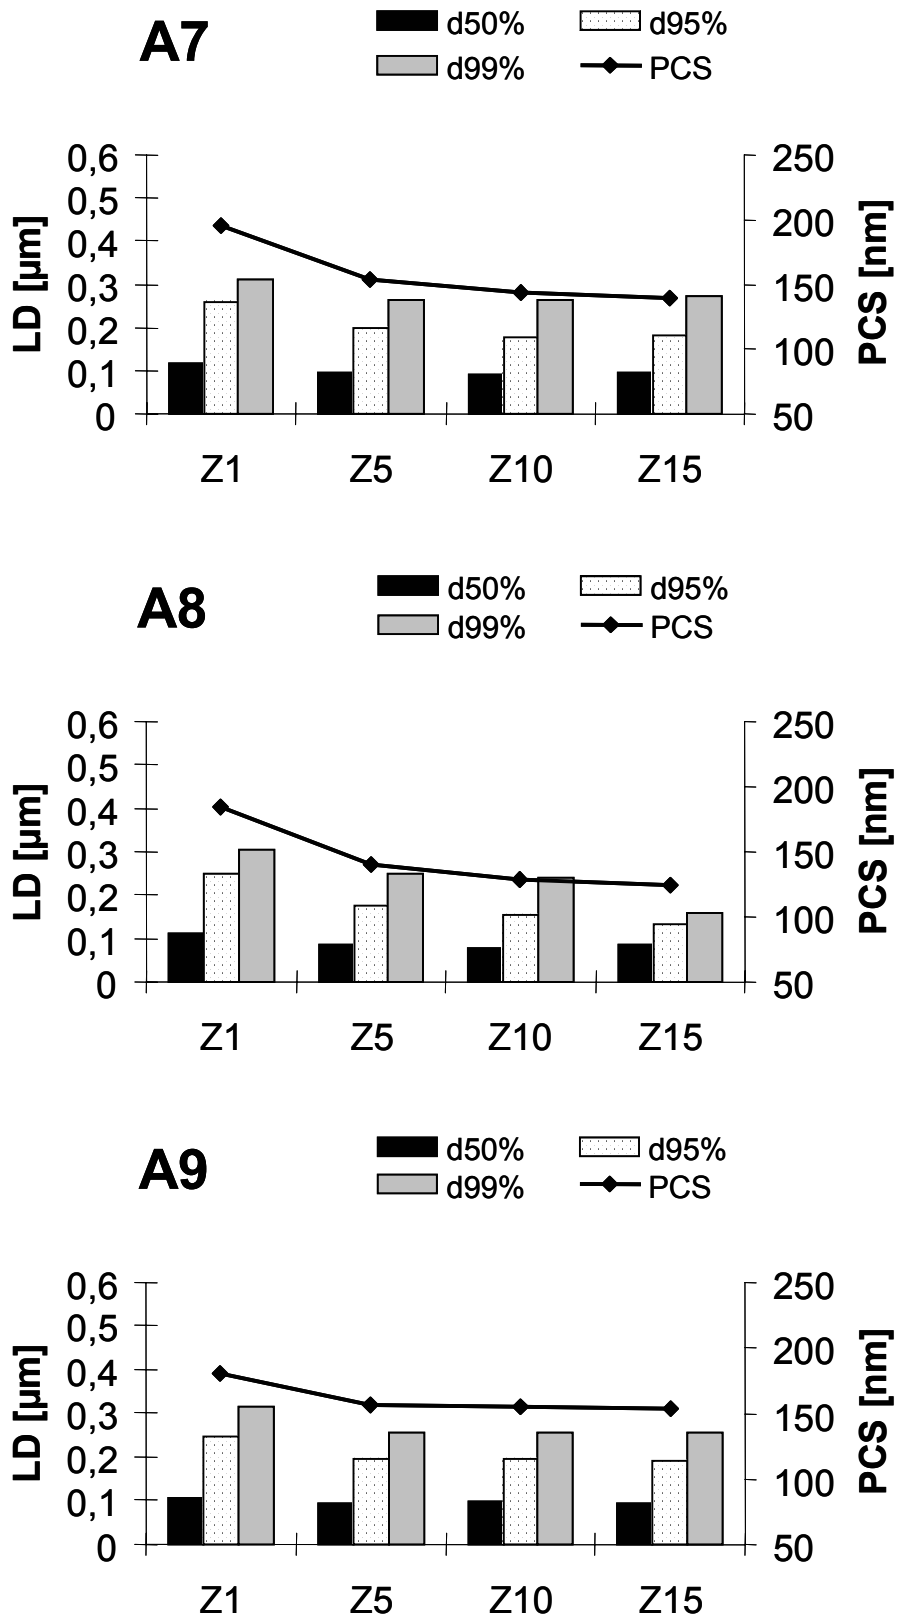 A7
d50% d95%
d99% PCS
0,6 250
0,5
0,4 200
0,3 150
0,2 100
0,1
0 50
LD [µm]
PCS [nm]
Z1 Z5 Z10 Z15
A8
d50% d95%
d99% PCS
0,6 250
0,5
0,4 200
0,3 150
0,2 100
0,1
0 50
LD [µm]
PCS [nm]
Z1 Z5 Z10 Z15
A9
d50% d95%
d99% PCS
0,6 250
0,5
0,4 200
0,3 150
0,2 100
0,1
0 50
LD [µm]
PCS [nm]
Z1 Z5 Z10 Z15